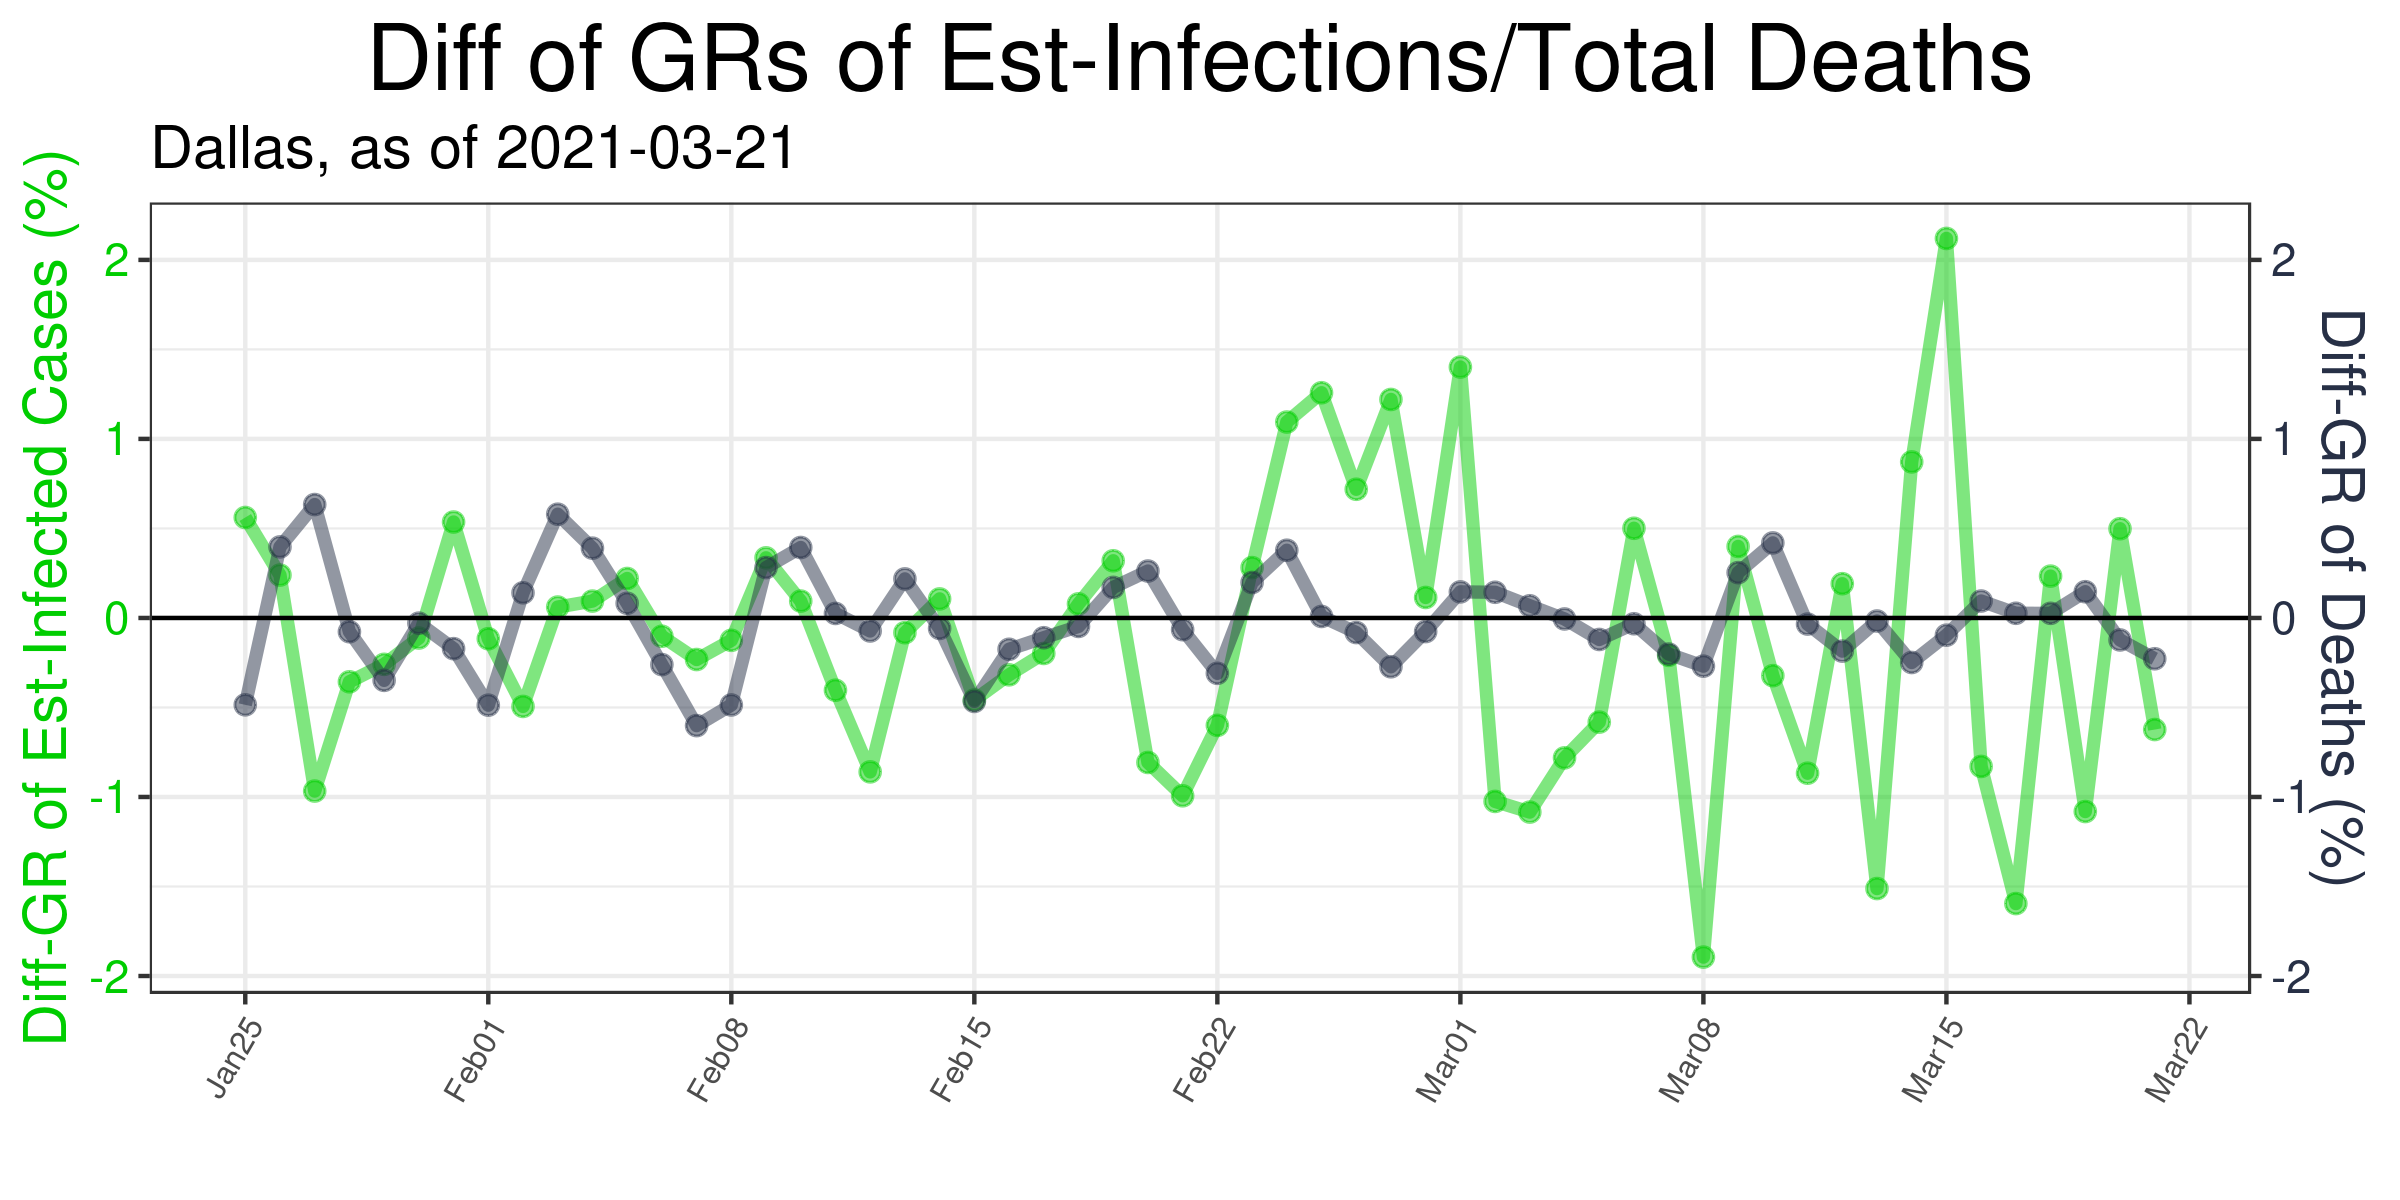 Diff of GRs of Est-Infections/Total Deaths
Dallas, as of 2021-03-21
Diff-GR of Est-Infected Cases (%)
2
1
0
-1
-2
2
1
0
-1
-2
Diff-GR of Deaths (%)
Jan25
Feb01
Feb08
Feb15
Feb22
Mar01
Mar08
Mar15
Mar22